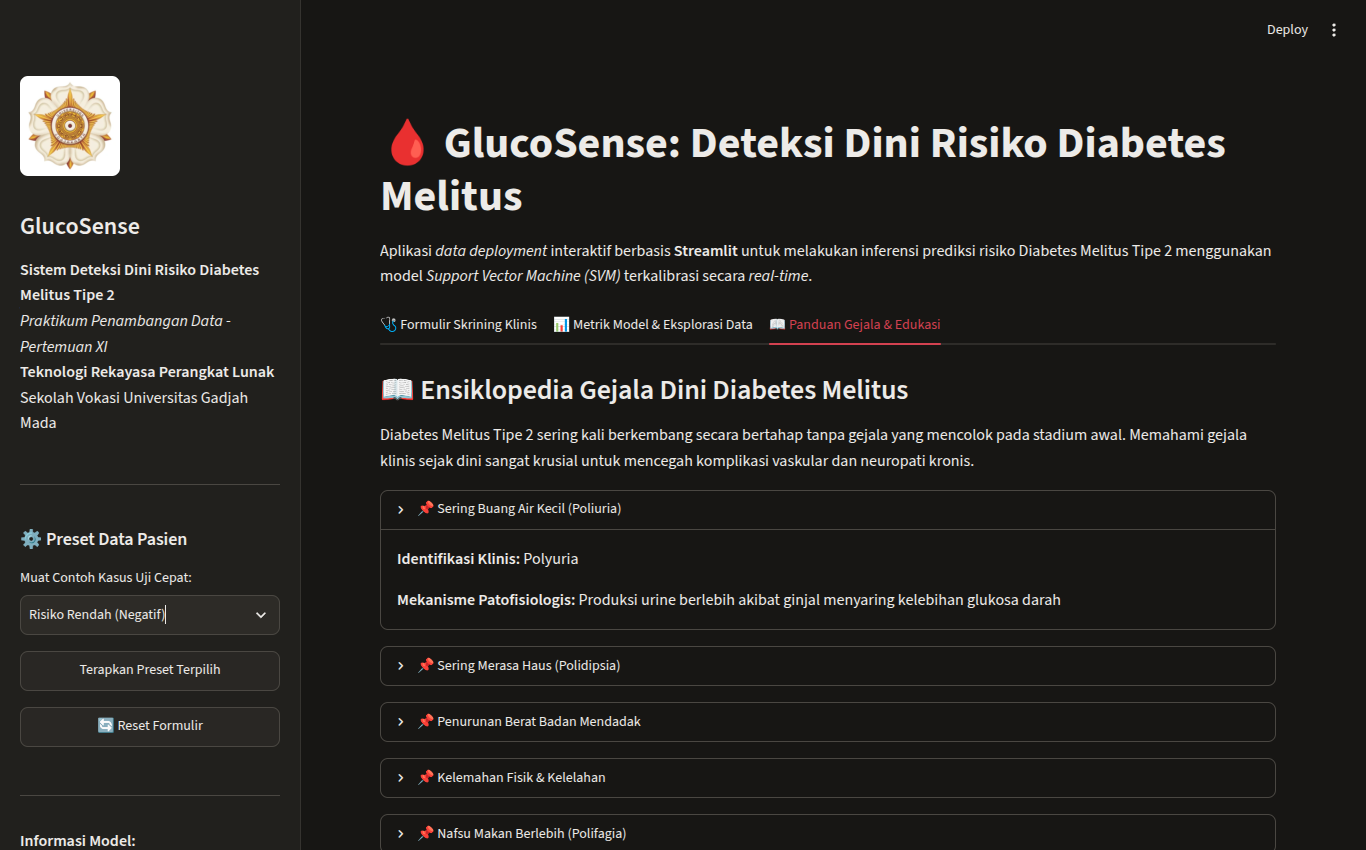 Deploy
GlucoSense
Sistem Deteksi Dini Risiko Diabetes
Melitus Tipe 2
Praktikum Penambangan Data -
Pertemuan XI
Teknologi Rekayasa Perangkat Lunak
Sekolah Vokasi Universitas Gadjah
Mada
⚙️ Preset Data Pasien
Muat Contoh Kasus Uji Cepat:
Risiko Rendah (Negatif)
Terapkan Preset Terpilih
🔄 Reset Formulir
Informasi Model:
🩸 GlucoSense: Deteksi Dini Risiko Diabetes
Melitus
Aplikasi data deployment interaktif berbasis Streamlit untuk melakukan inferensi prediksi risiko Diabetes Melitus Tipe 2 menggunakan
model Support Vector Machine (SVM) terkalibrasi secara real-time.
🩺 Formulir Skrining Klinis 📊 Metrik Model & Eksplorasi Data 📖 Panduan Gejala & Edukasi
📖 Ensiklopedia Gejala Dini Diabetes Melitus
Diabetes Melitus Tipe 2 sering kali berkembang secara bertahap tanpa gejala yang mencolok pada stadium awal. Memahami gejala
klinis sejak dini sangat krusial untuk mencegah komplikasi vaskular dan neuropati kronis.
📌 Sering Buang Air Kecil (Poliuria)
Identifikasi Klinis: Polyuria
Mekanisme Patofisiologis: Produksi urine berlebih akibat ginjal menyaring kelebihan glukosa darah
📌 Sering Merasa Haus (Polidipsia)
📌 Penurunan Berat Badan Mendadak
📌 Kelemahan Fisik & Kelelahan
📌 Nafsu Makan Berlebih (Polifagia)